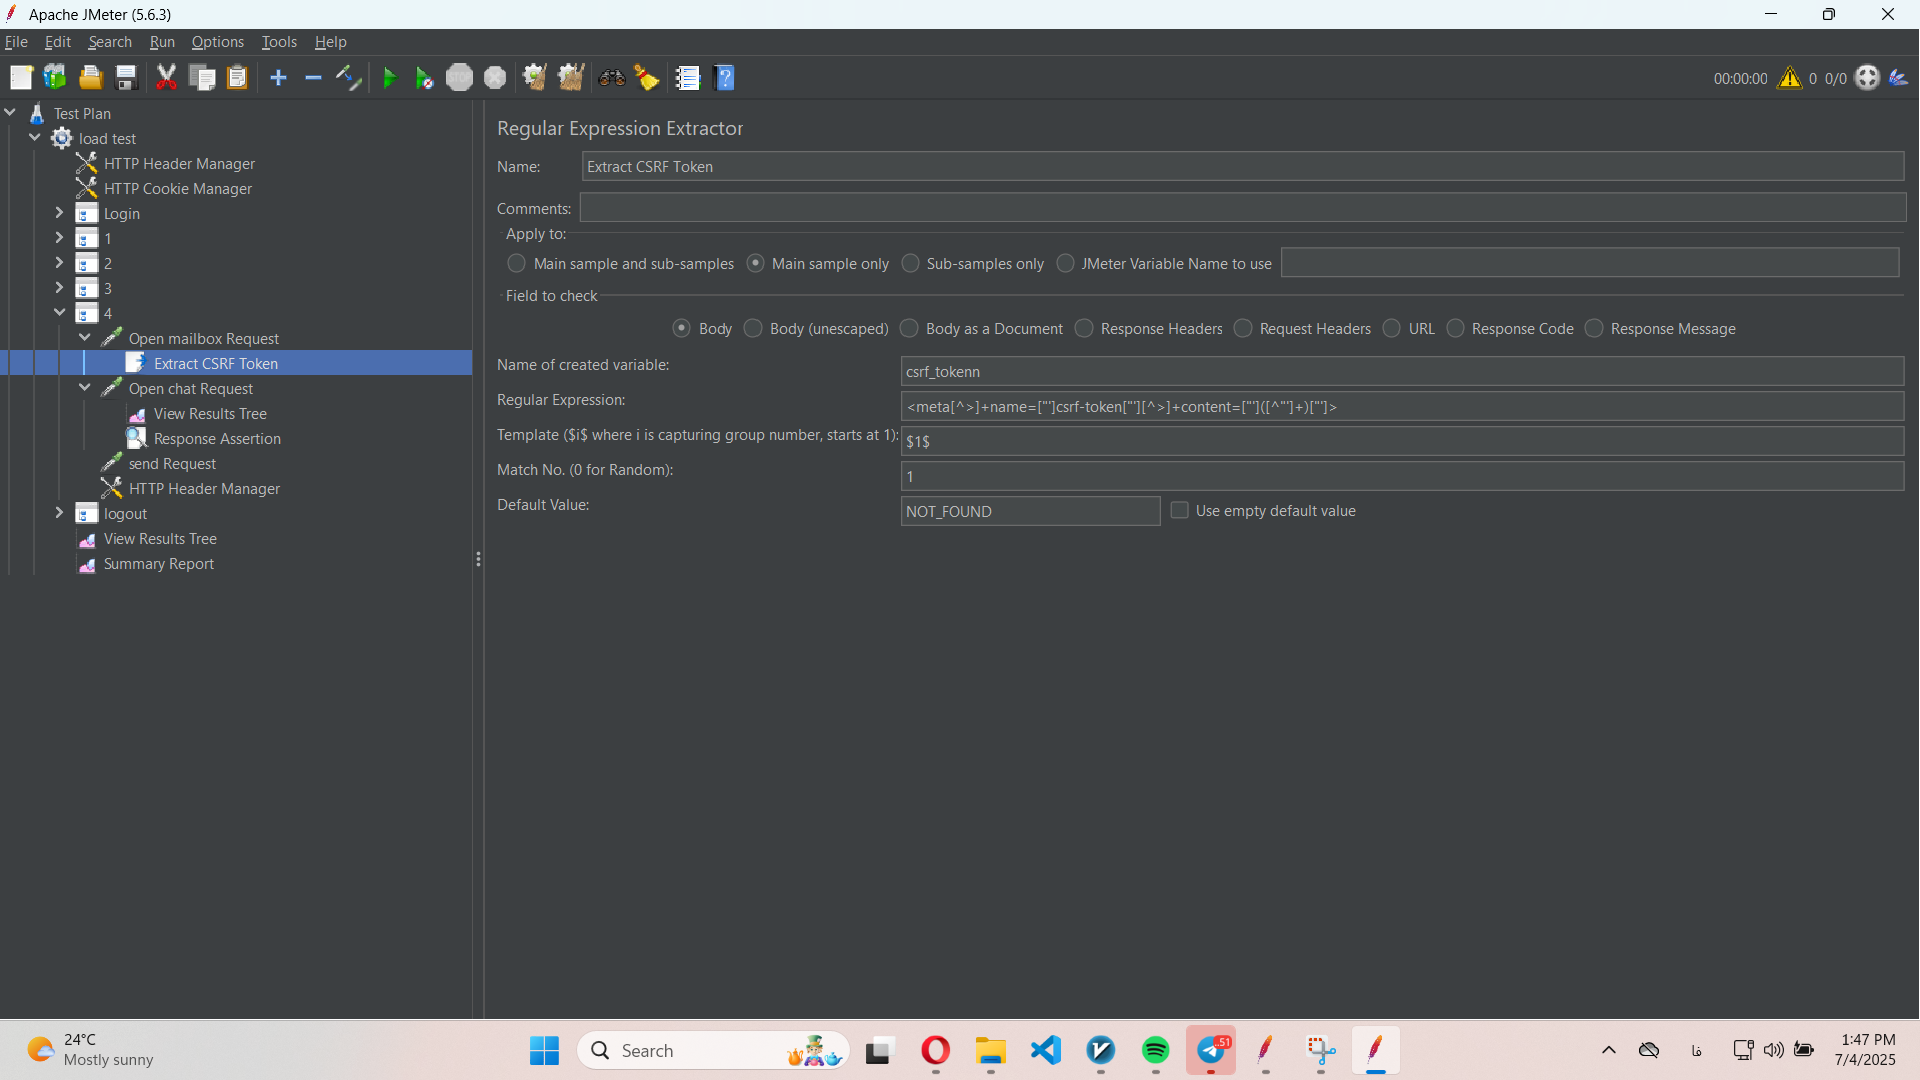 Apache JMeter (5.6.3)
File Edit Search Run Options Tools Help
00:00:00 0 0/0
Test Plan
load test
HTTP Header Manager
HTTP Cookie Manager
Login
1
2
3
4
Open mailbox Request
Extract CSRF Token
Open chat Request
View Results Tree
Response Assertion
send Request
HTTP Header Manager
logout
View Results Tree
Summary Report
Regular Expression Extractor
Name: Extract CSRF Token
Comments:
Apply to:
Main sample and sub-samples Main sample only Sub-samples only JMeter Variable Name to use
Field to check
Body Body (unescaped) Body as a Document Response Headers Request Headers URL Response Code Response Message
Name of created variable: csrf_tokenn
Regular Expression: <meta[^>]+name=["']csrf-token["'][^>]+content=["']([^"']+)["']>
Template ($i$ where i is capturing group number, starts at 1): $1$
Match No. (0 for Random): 1
Default Value: NOT_FOUND Use empty default value
STOP
24°C
Mostly sunny
Search
51
فا
1:47 PM
7/4/2025